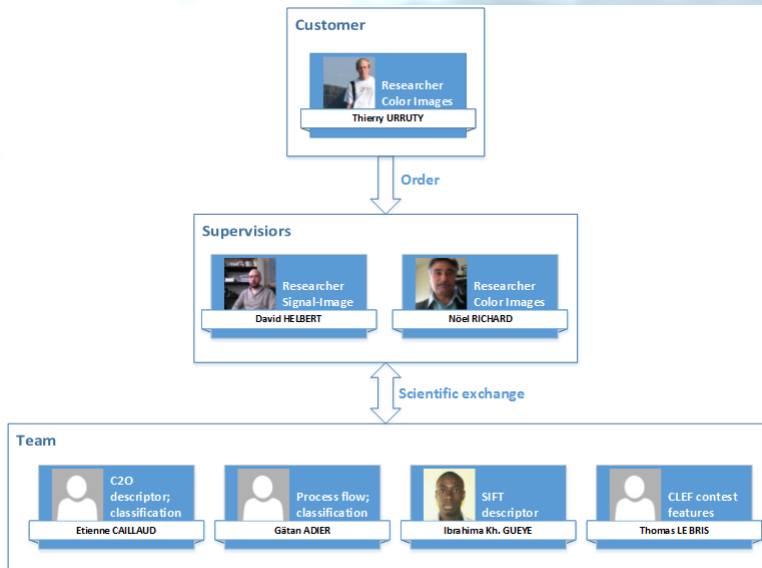 Customer
Researcher
Color Images
Thierry URRUTY
Order
Supervisiors
Researcher
Signal-Image
David HELBERT
Researcher
Color Images
Nöel RICHARD
Scientific exchange
Team
C2O
descriptor;
classification
Etienne CAILLAUD
Process flow;
classification
Gätan ADIER
SIFT
descriptor
Ibrahima Kh. GUEYE
CLEF contest
features
Thomas LE BRIS